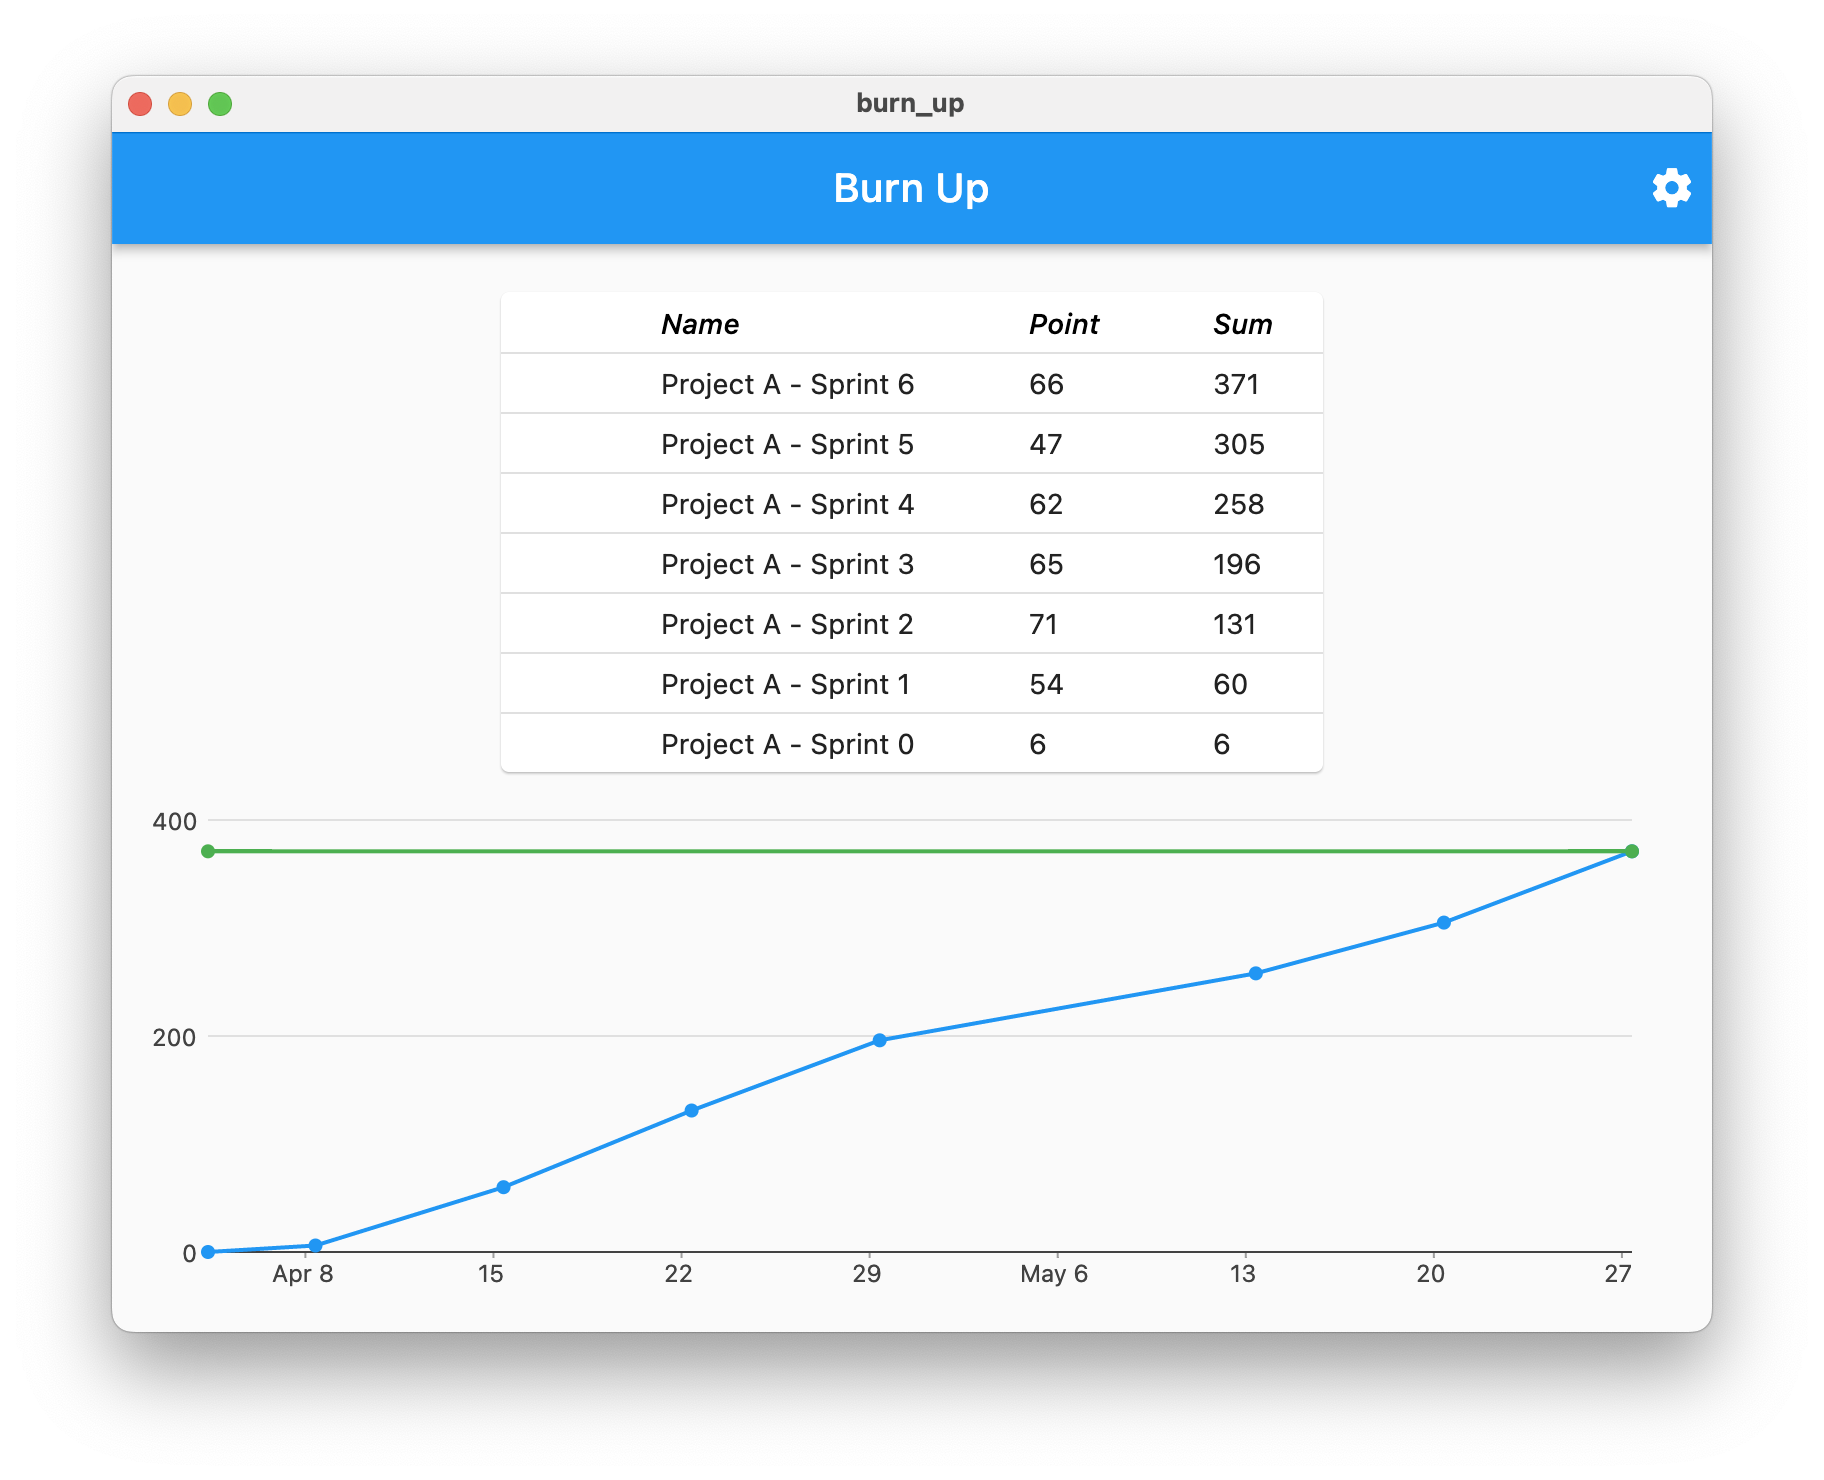 burn_up
Burn Up
Name Point Sum
Project A - Sprint 6 66 371
Project A - Sprint 5 47 305
Project A - Sprint 4 62 258
Project A - Sprint 3 65 196
Project A - Sprint 2 71 131
Project A - Sprint 1 54 60
Project A - Sprint 0 6 6
400
200
0
Apr 8 15 22 29 May 6 13 20 27